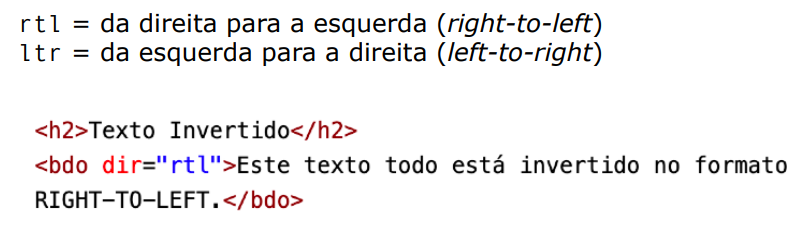 rtl = da direita para a esquerda (right-to-left)
ltr = da esquerda para a direita (left-to-right)
<h2>Texto Invertido</h2>
<bdo dir="rtl">Este texto todo está invertido no formato
RIGHT-TO-LEFT.</bdo>